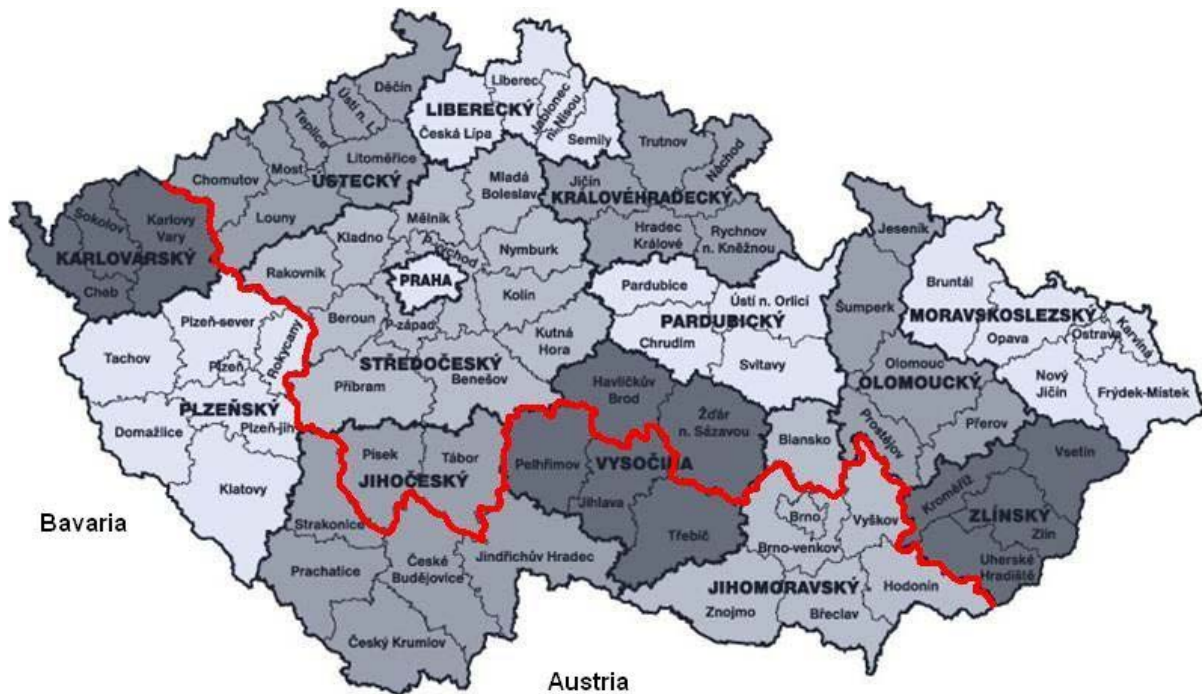 Děčín
Liberec
Ústí n. L.
Teplice
LIBERECKÝ
Jablonec
n. Nisou
Česká Lípa
Semily
Trutnov
Náchod
Chomutov
Most
Litoměřice
ÚSTECKÝ
Mladá
Boleslav
Jičín
KRÁLOVÉHRADECKÝ
Sokolov
Karlovy
Vary
Louny
Mělník
Kladno
Hradec
Králové
Rychnov
n. Kněžnou
Jeseník
KARLOVARSKÝ
Cheb
Rakovník
P-východ
Nymburk
PRAHA
Kolín
Pardubice
Ústí n. Orlicí
Bruntál
Šumperk
MORAVSKOSLEZSKÝ
Opava
Ostrava
Karviná
Plzeň-sever
Rokycany
Beroun
P-západ
Kutná
Hora
PARDUBICKÝ
Chrudim
Svitavy
Tachov
Plzeň
STŘEDOČESKÝ
Benešov
Příbram
Havlíčkův
Brod
Olomouc
OLOMOUCKÝ
Nový
Jičín
Frýdek-Místek
PLZEŇSKÝ
Domažlice
Plzeň-jih
Žďár
n. Sázavou
Blansko
Prostějov
Přerov
Vsetín
Písek
Tábor
JIHOČESKÝ
Pelhřimov
VYSOČINA
Klatovy
Jihlava
Kroměříž
ZLÍNSKÝ
Zlín
Bavaria
Strakonice
Třebíč
Brno
Vyškov
Brno-venkov
Jindřichův Hradec
České
Budějovice
Prachatice
Uherské
Hradiště
JIHOMORAVSKÝ
Hodonín
Znojmo
Břeclav
Český Krumlov
Austria